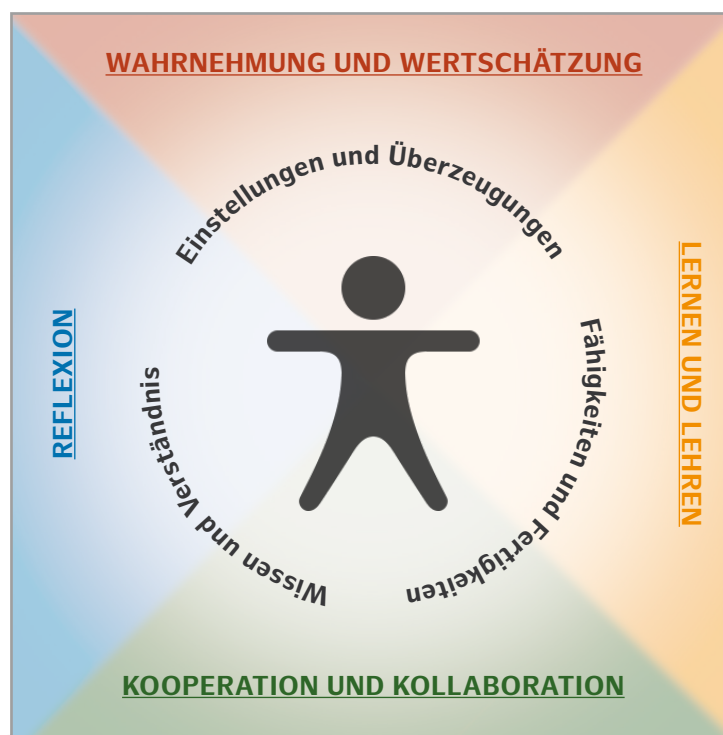 WAHRNEHMUNG UND WERTSCHÄTZUNG
Einstellungen und Überzeugungen
LERNEN UND LEHREN
Fähigkeiten und Fertigkeiten
REFLEXION
Wissen und Verständnis
KOOPERATION UND KOLLABORATION